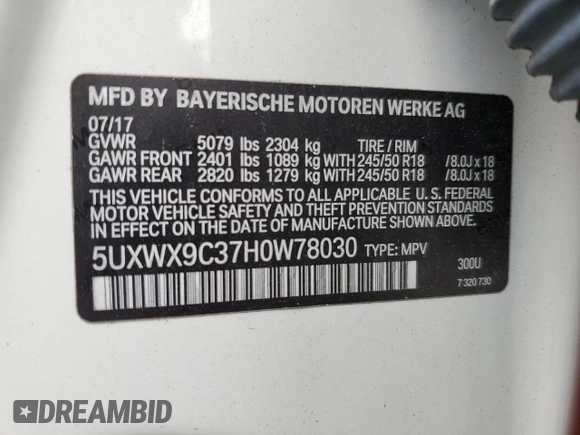 MFD BY BAYERISCHE MOTOREN WERKE AG
07/17
GVWR 5079 lbs 2304 kg TIRE / RIM
GAWR FRONT 2401 lbs 1089 kg WITH 245/50 R18 /8.0J x 18
GAWR REAR 2820 lbs 1279 kg WITH 245/50 R18 /8.0J x 18
THIS VEHICLE CONFORMS TO ALL APPLICABLE U. S. FEDERAL
MOTOR VEHICLE SAFETY AND THEFT PREVENTION STANDARDS
IN EFFECT ON THE DATE OF MANUFACTURE SHOWN ABOVE.
5UXWX9C37H0W78030 TYPE: MPV
300U
7 320 730
DREAMBID